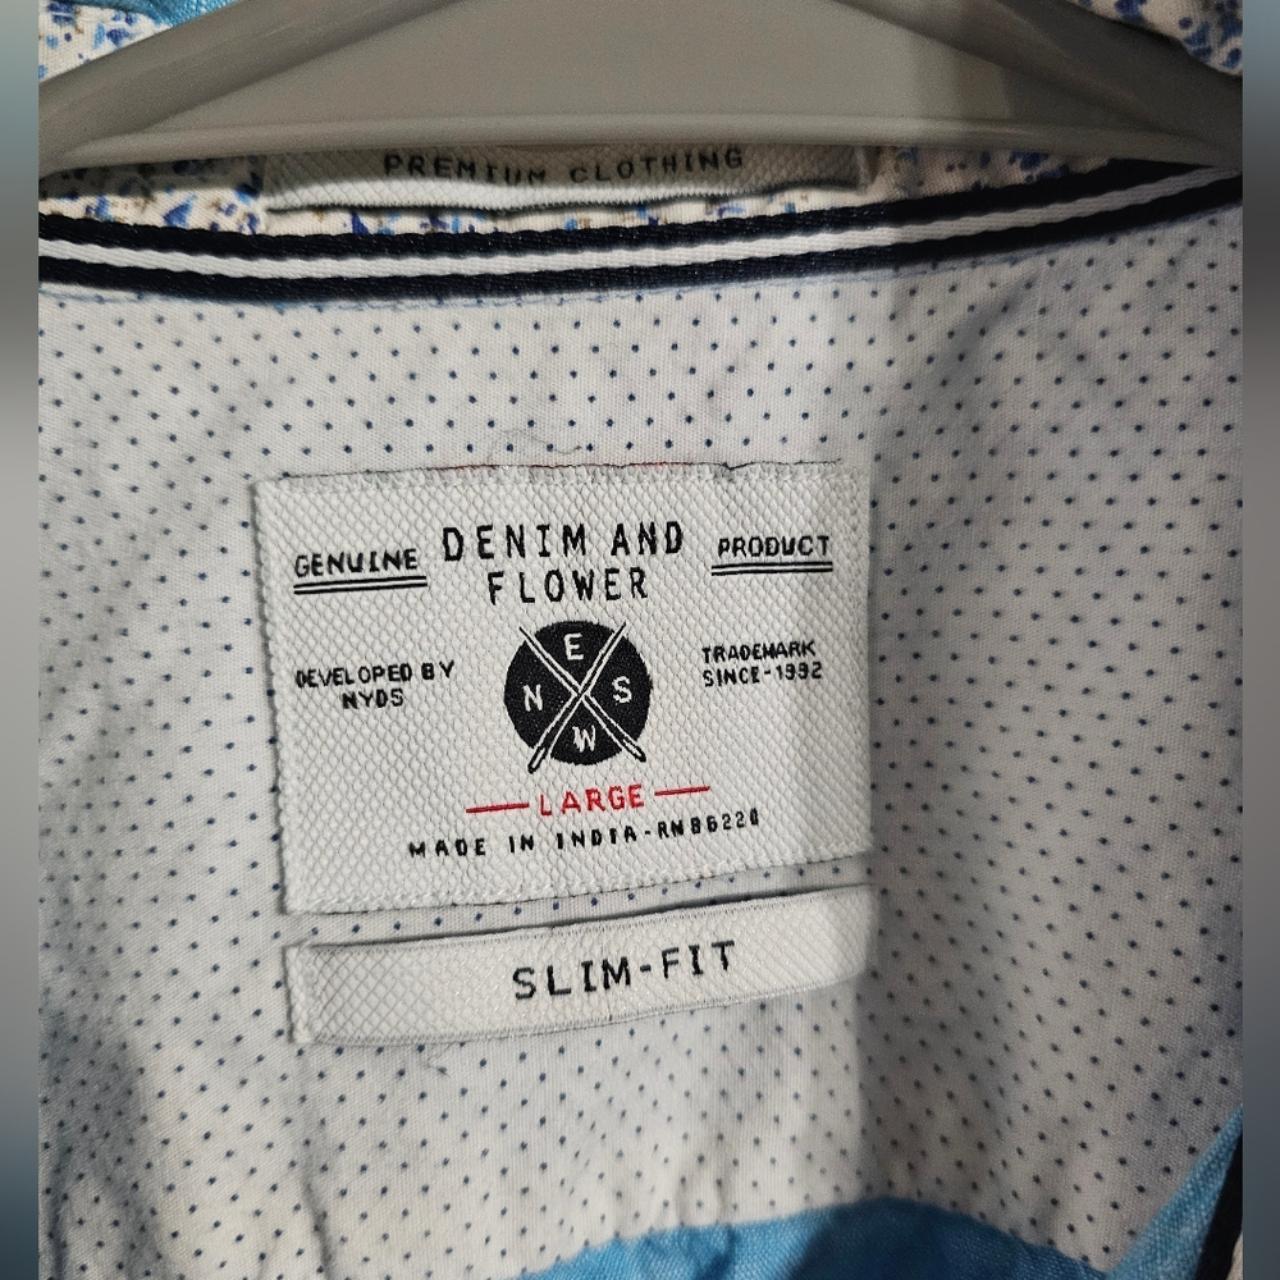 PREMIUM CLOTHING
GENUINE
DENIM AND
FLOWER
PRODUCT
DEVELOPED BY
NYDS
E
N S
W
TRADEMARK
SINCE-1992
LARGE
MADE IN INDIA-RN86220
SLIM-FIT